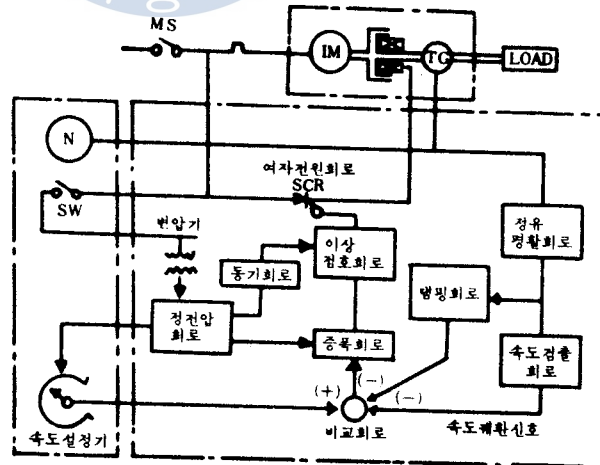 MS
IM
TG
LOAD
N
여자전원회로
SCR
SW
변압기
정유
평활회로
이상
점호회로
동기회로
댐핑회로
정전압
회로
증폭회로
속도검출
회로
(+)
(-)
(-)
속도설정기
비교회로
속도궤환신호